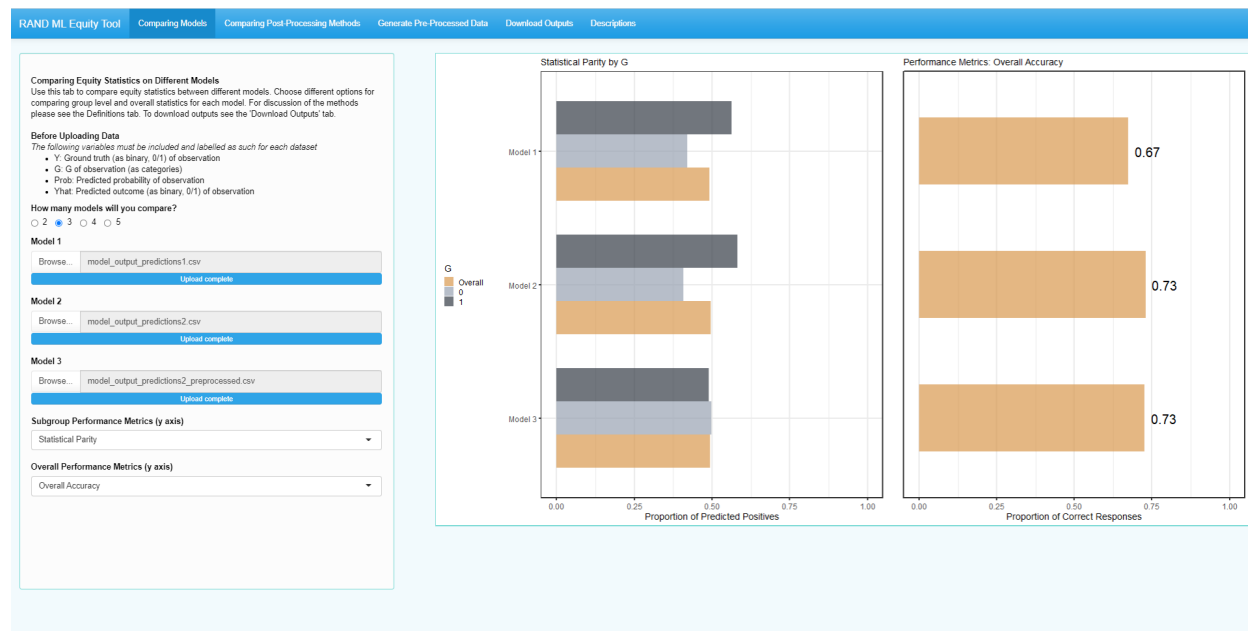 RAND ML Equity Tool
Comparing Models
Comparing Post-Processing Methods
Generate Pre-Processed Data
Download Outputs
Descriptions
Comparing Equity Statistics on Different Models
Use this tab to compare equity statistics between different models. Choose different options for
comparing group level and overall statistics for each model. For discussion of the methods
please see the Definitions tab. To download outputs see the 'Download Outputs' tab.
Before Uploading Data
The following variables must be included and labelled as such for each dataset
• Y: Ground truth (as binary, 0/1) of observation
• G: G of observation (as categories)
• Prob: Predicted probability of observation
• Yhat: Predicted outcome (as binary, 0/1) of observation
How many models will you compare?
2 3 4 5
Model 1
Browse... model_output_predictions1.csv
Upload complete
Model 2
Browse... model_output_predictions2.csv
Upload complete
Model 3
Browse... model_output_predictions2_preprocessed.csv
Upload complete
Subgroup Performance Metrics (y axis)
Statistical Parity
Overall Performance Metrics (y axis)
Overall Accuracy
G
Overall
0
1
Statistical Parity by G
Model 1
Model 2
Model 3
0.00 0.25 0.50 0.75 1.00
Proportion of Predicted Positives
Performance Metrics: Overall Accuracy
0.67
0.73
0.73
0.00 0.25 0.50 0.75 1.00
Proportion of Correct Responses